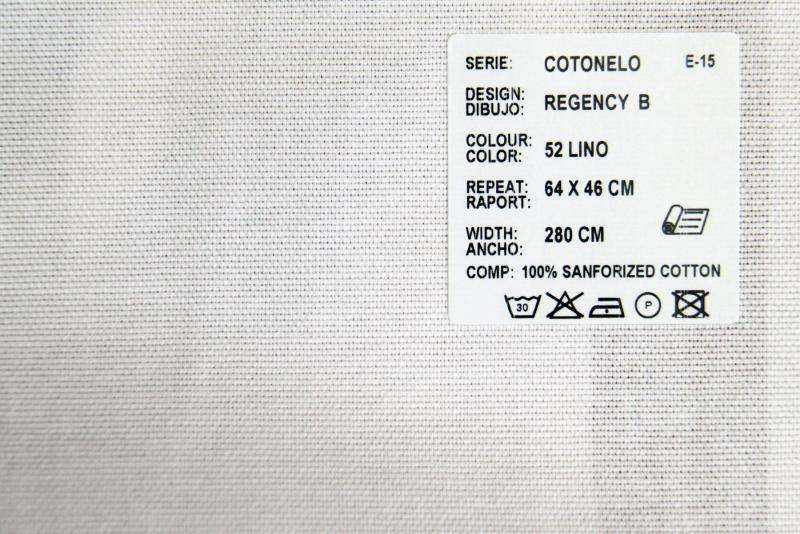 SERIE: COTONELO E-15
DESIGN:
DIBUJO: REGENCY B
COLOUR:
COLOR: 52 LINO
REPEAT: 64 X 46 CM
RAPORT:
WIDTH: 280 CM
ANCHO:
COMP: 100% SANFORIZED COTTON
30 P